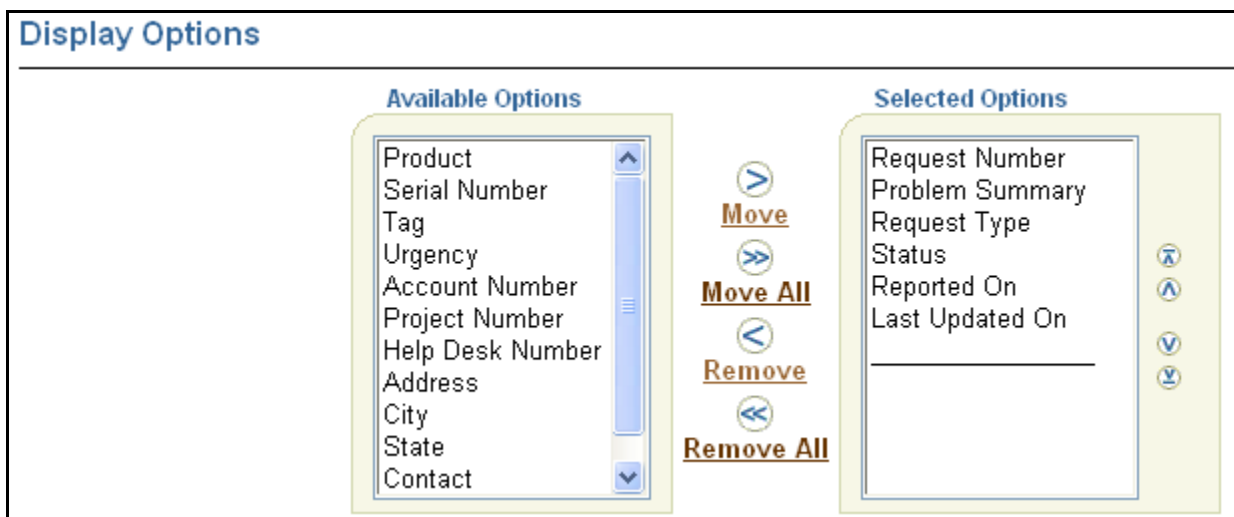 Display Options
Available Options
Product
Serial Number
Tag
Urgency
Account Number
Project Number
Help Desk Number
Address
City
State
Contact
Move
Move All
Remove
Remove All
Selected Options
Request Number
Problem Summary
Request Type
Status
Reported On
Last Updated On